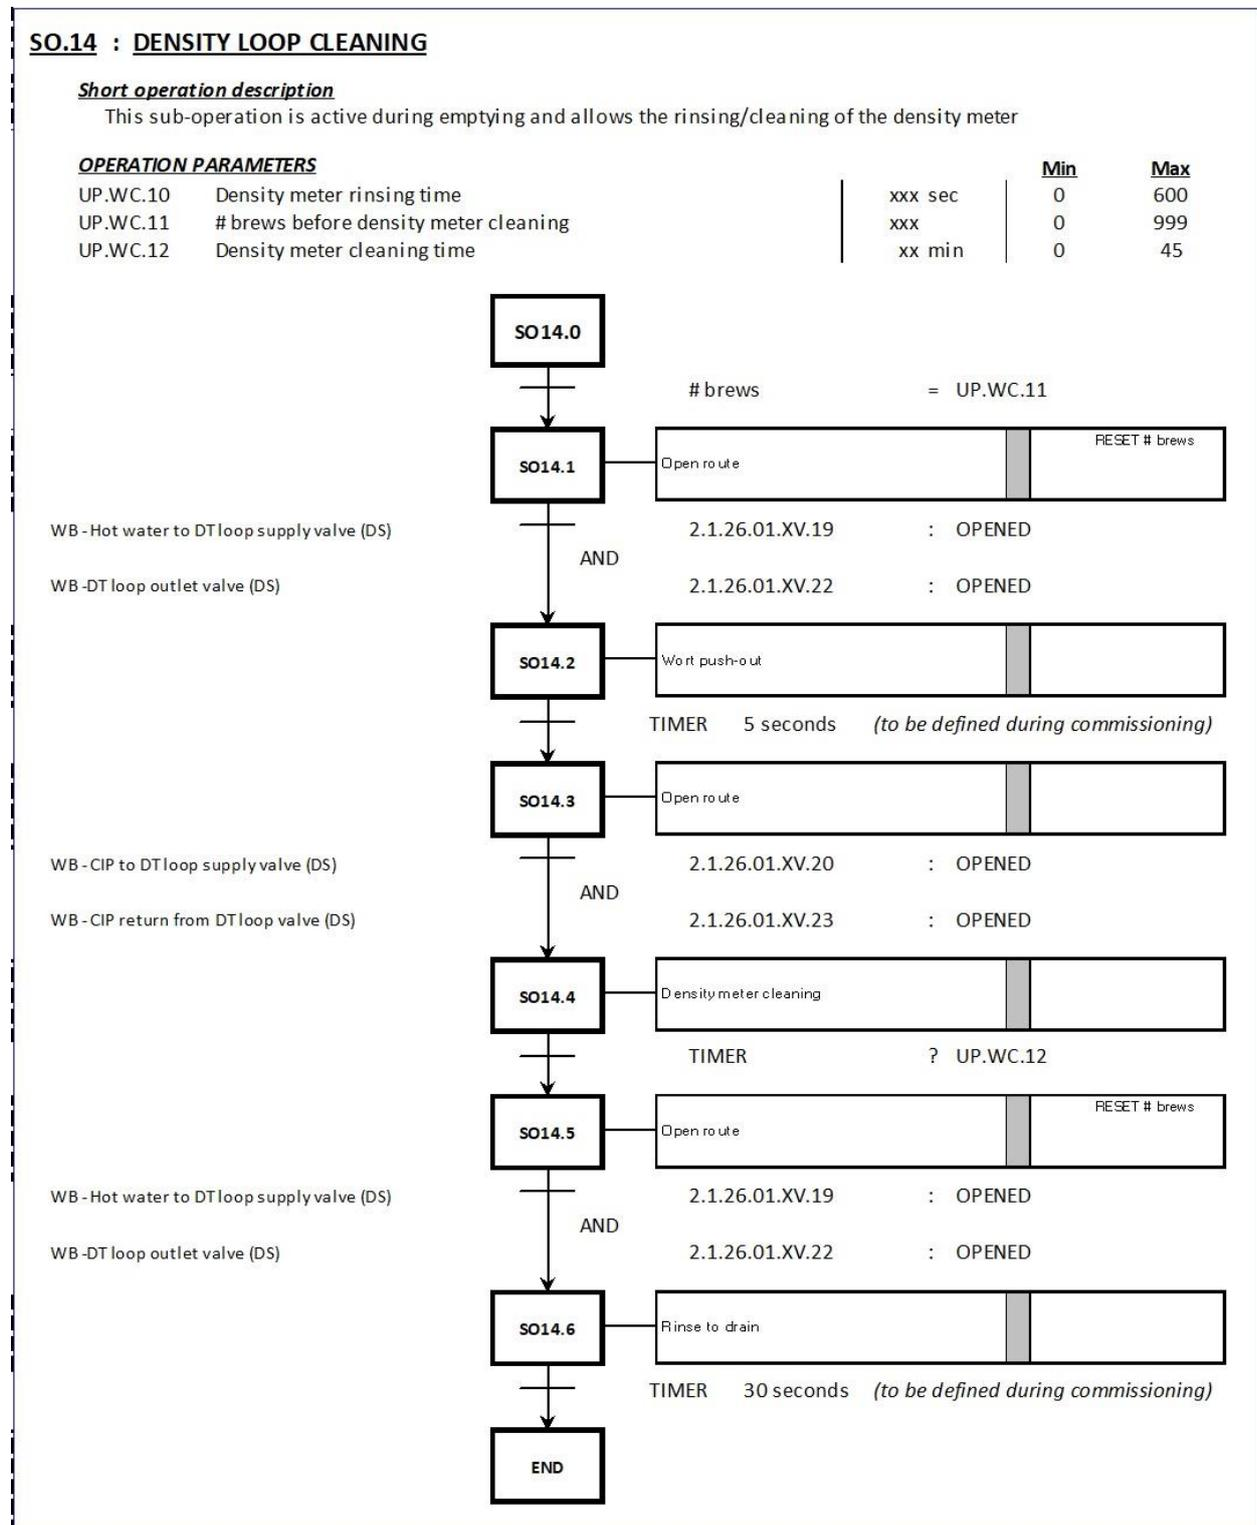 SO.14 : DENSITY LOOP CLEANING
Short operation description
This sub-operation is active during emptying and allows the rinsing/cleaning of the density meter
OPERATION PARAMETERS Min Max
UP.WC.10 Density meter rinsing time xxx sec 0 600
UP.WC.11 # brews before density meter cleaning xxx 0 999
UP.WC.12 Density meter cleaning time xx min 0 45
SO14.0
# brews = UP.WC.11
RESET # brews
SO14.1 Open route
WB - Hot water to DT loop supply valve (DS) 2.1.26.01.XV.19 : OPENED
AND
WB -DT loop outlet valve (DS) 2.1.26.01.XV.22 : OPENED
SO14.2 Wort push-out
TIMER 5 seconds (to be defined during commissioning)
SO14.3 Open route
WB - CIP to DT loop supply valve (DS) 2.1.26.01.XV.20 : OPENED
AND
WB - CIP return from DT loop valve (DS) 2.1.26.01.XV.23 : OPENED
SO14.4 Density meter cleaning
TIMER ? UP.WC.12
RESET # brews
SO14.5 Open route
WB - Hot water to DT loop supply valve (DS) 2.1.26.01.XV.19 : OPENED
AND
WB -DT loop outlet valve (DS) 2.1.26.01.XV.22 : OPENED
SO14.6 Rinse to drain
TIMER 30 seconds (to be defined during commissioning)
END